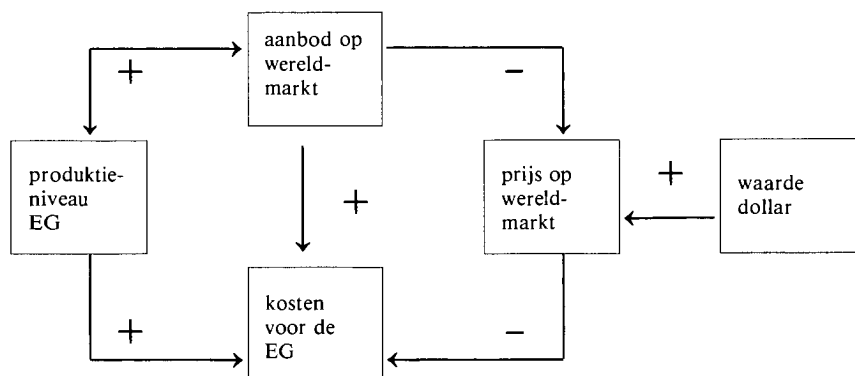 aanbod op
wereld-
markt
+
−
produktie-
niveau
EG
+
prijs op
wereld-
markt
+
waarde
dollar
+
kosten
voor de
EG
−